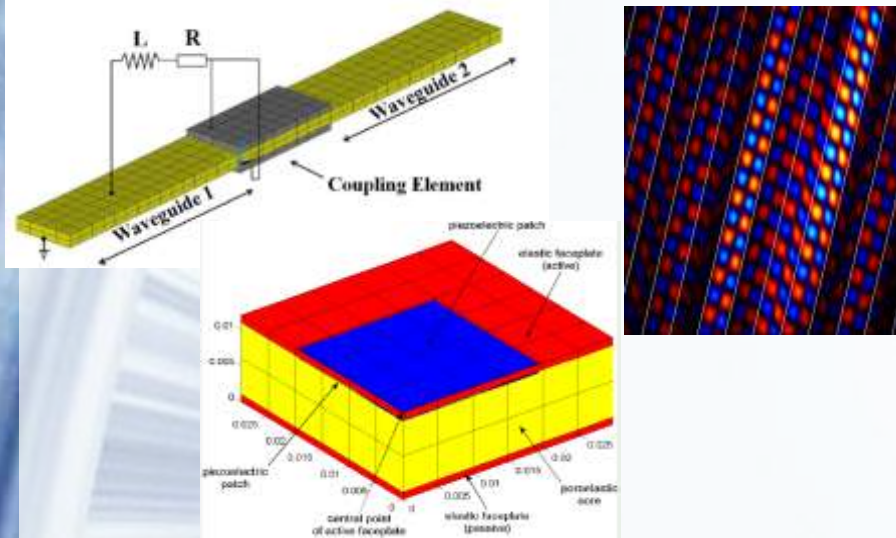 L R
Waveguide 2
Waveguide 1
Coupling Element
piezoelectric patch
elastic faceplate
(active)
0.01
0.005
0
0.025
0.02
0.015
0.01
0.005
0
0
0.005
0.01
0.015
0.02
0.025
piezoelectric
patch
central point
of active faceplate
elastic faceplate
(passive)
poroelastic
core